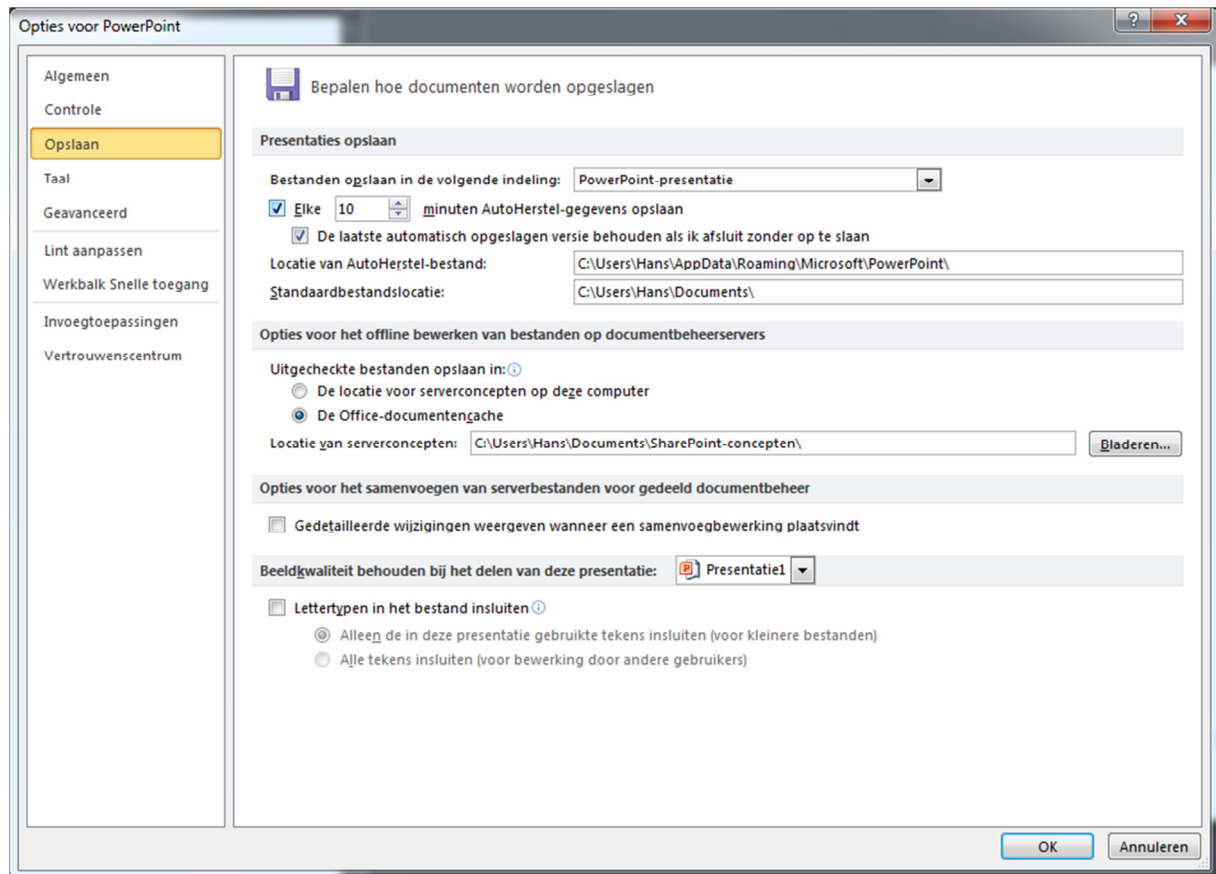 Opties voor PowerPoint
Algemeen
Controle
Opslaan
Taal
Geavanceerd
Lint aanpassen
Werkbalk Snelle toegang
Invoegtoepassingen
Vertrouwenscentrum
Bepalen hoe documenten worden opgeslagen
Presentaties opslaan
Bestanden opslaan in de volgende indeling: PowerPoint-presentatie
Elke 10 minuten AutoHerstel-gegevens opslaan
De laatste automatisch opgeslagen versie behouden als ik afsluit zonder op te slaan
Locatie van AutoHerstel-bestand: C:\Users\Hans\AppData\Roaming\Microsoft\PowerPoint\
Standaardbestandslocatie: C:\Users\Hans\Documents\
Opties voor het offline bewerken van bestanden op documentbeheerservers
Uitgecheckte bestanden opslaan in:
De locatie voor serverconcepten op deze computer
De Office-documentencache
Locatie van serverconcepten: C:\Users\Hans\Documents\SharePoint-concepten\ Bladeren...
Opties voor het samenvoegen van serverbestanden voor gedeeld documentbeheer
Gedetailleerde wijzigingen weergeven wanneer een samenvoegbewerking plaatsvindt
Beeldkwaliteit behouden bij het delen van deze presentatie: Presentatie1
Lettertypen in het bestand insluiten
Alleen de in deze presentatie gebruikte tekens insluiten (voor kleinere bestanden)
Alle tekens insluiten (voor bewerking door andere gebruikers)
OK Annuleren